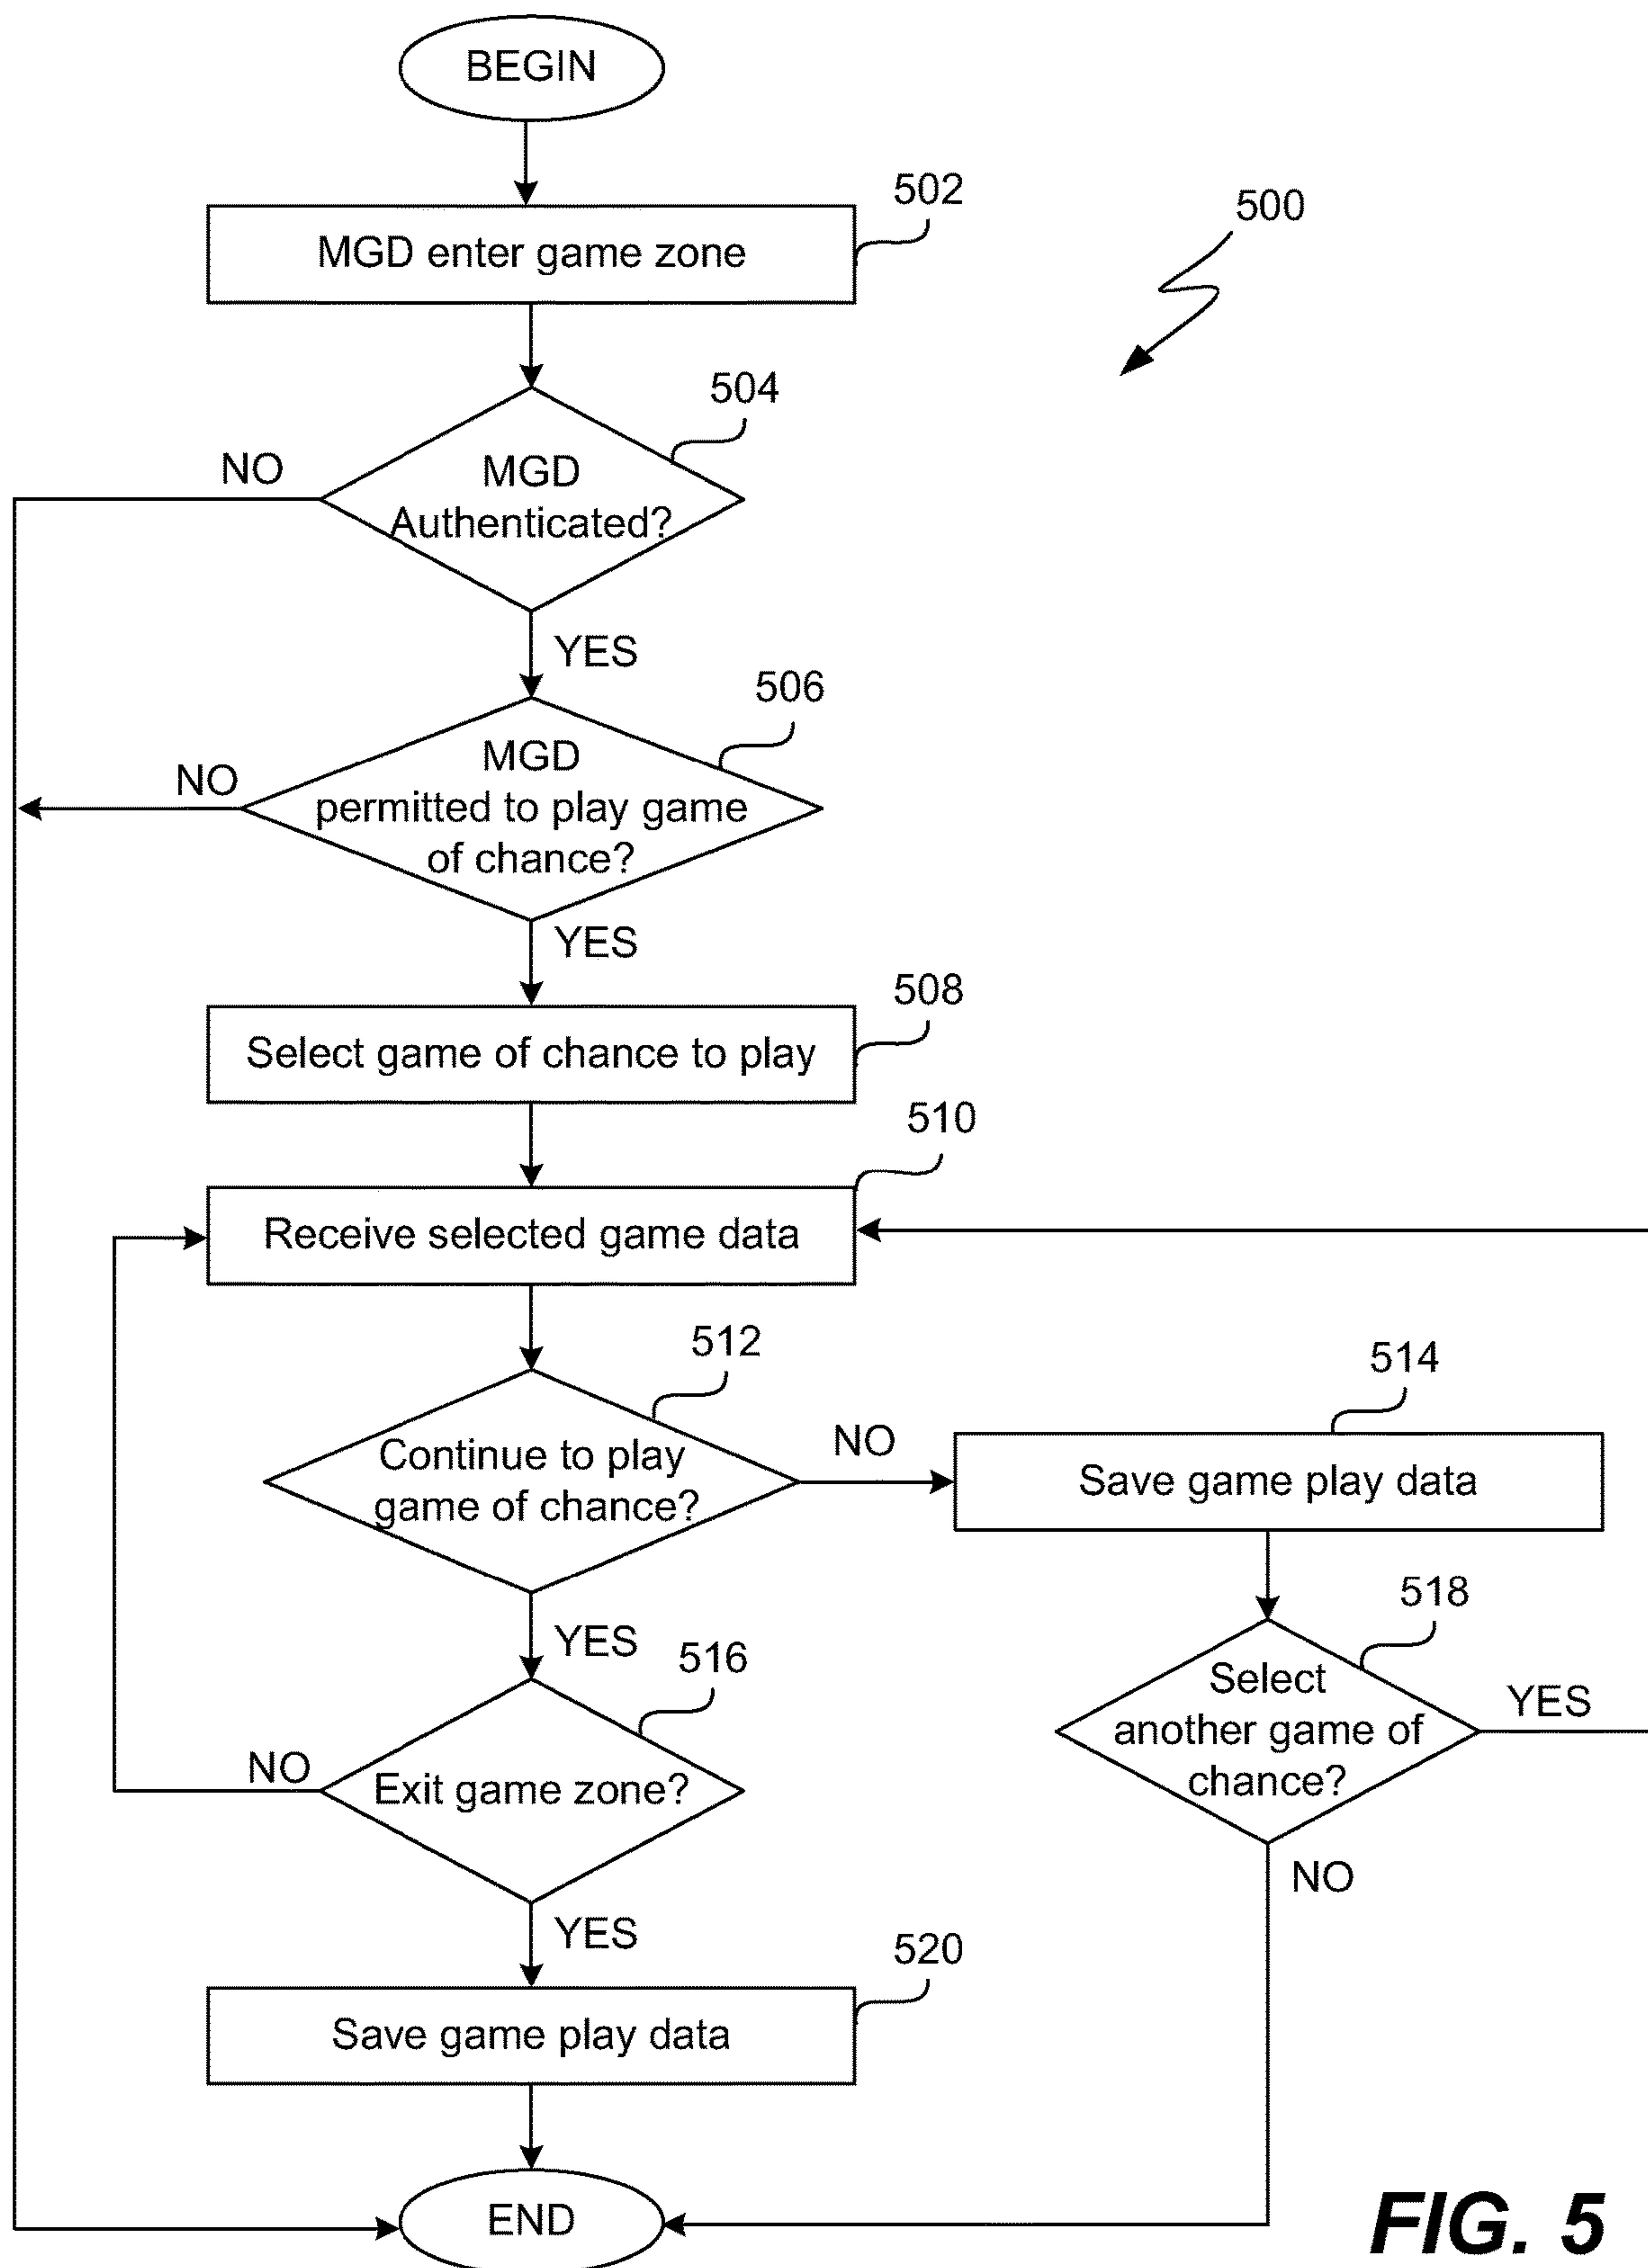 BEGIN
502
MGD enter game zone
500
504
NO
MGD
Authenticated?
YES
506
NO
MGD
permitted to play game
of chance?
YES
508
Select game of chance to play
510
Receive selected game data
512
514
Continue to play
game of chance?
NO
Save game play data
YES
518
516
Select
another game of
chance?
YES
NO
Exit game zone?
NO
YES
520
Save game play data
END
FIG. 5